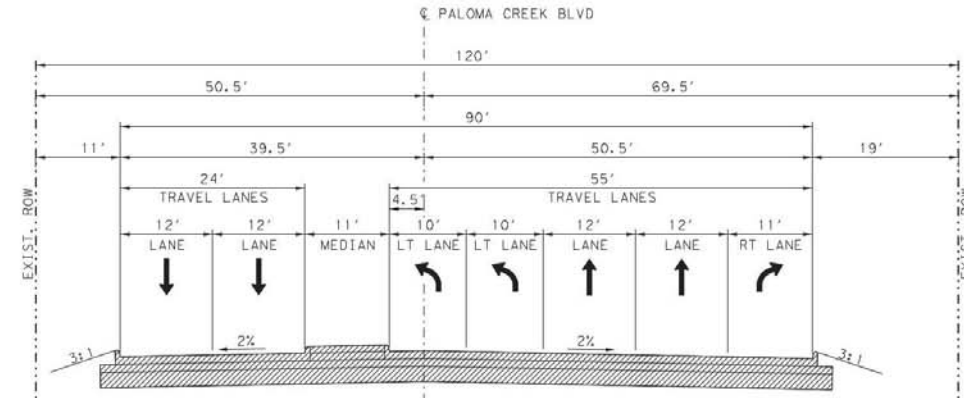 ℄ PALOMA CREEK BLVD
120'
50.5' 69.5'
90'
11' 39.5' 50.5' 19'
24' 55'
TRAVEL LANES TRAVEL LANES
4.5'
12' 12' 11' 10' 10' 12' 12' 11'
LANE LANE MEDIAN LT LANE LT LANE LANE LANE RT LANE
EXIST. ROW
EXIST. ROW
2% 2%
3:1 3:1